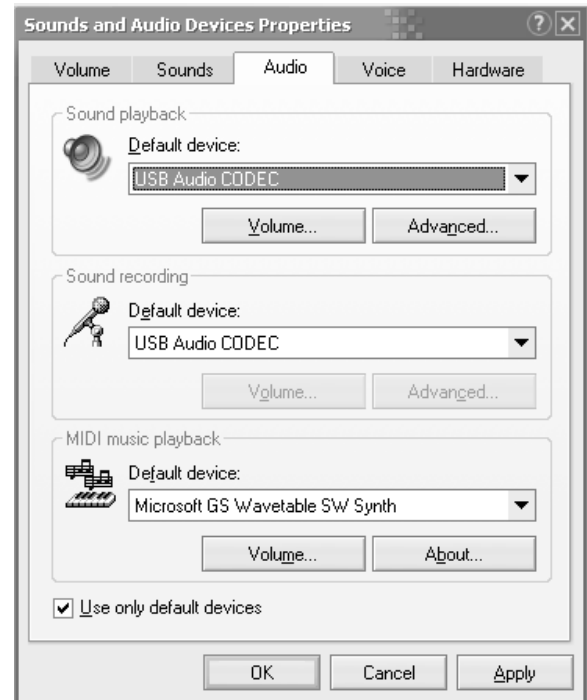 Sounds and Audio Devices Properties
Volume Sounds Audio Voice Hardware
Sound playback
Default device:
USB Audio CODEC
Volume... Advanced...
Sound recording
Default device:
USB Audio CODEC
Volume... Advanced...
MIDI music playback
Default device:
Microsoft GS Wavetable SW Synth
Volume... About...
Use only default devices
OK Cancel Apply